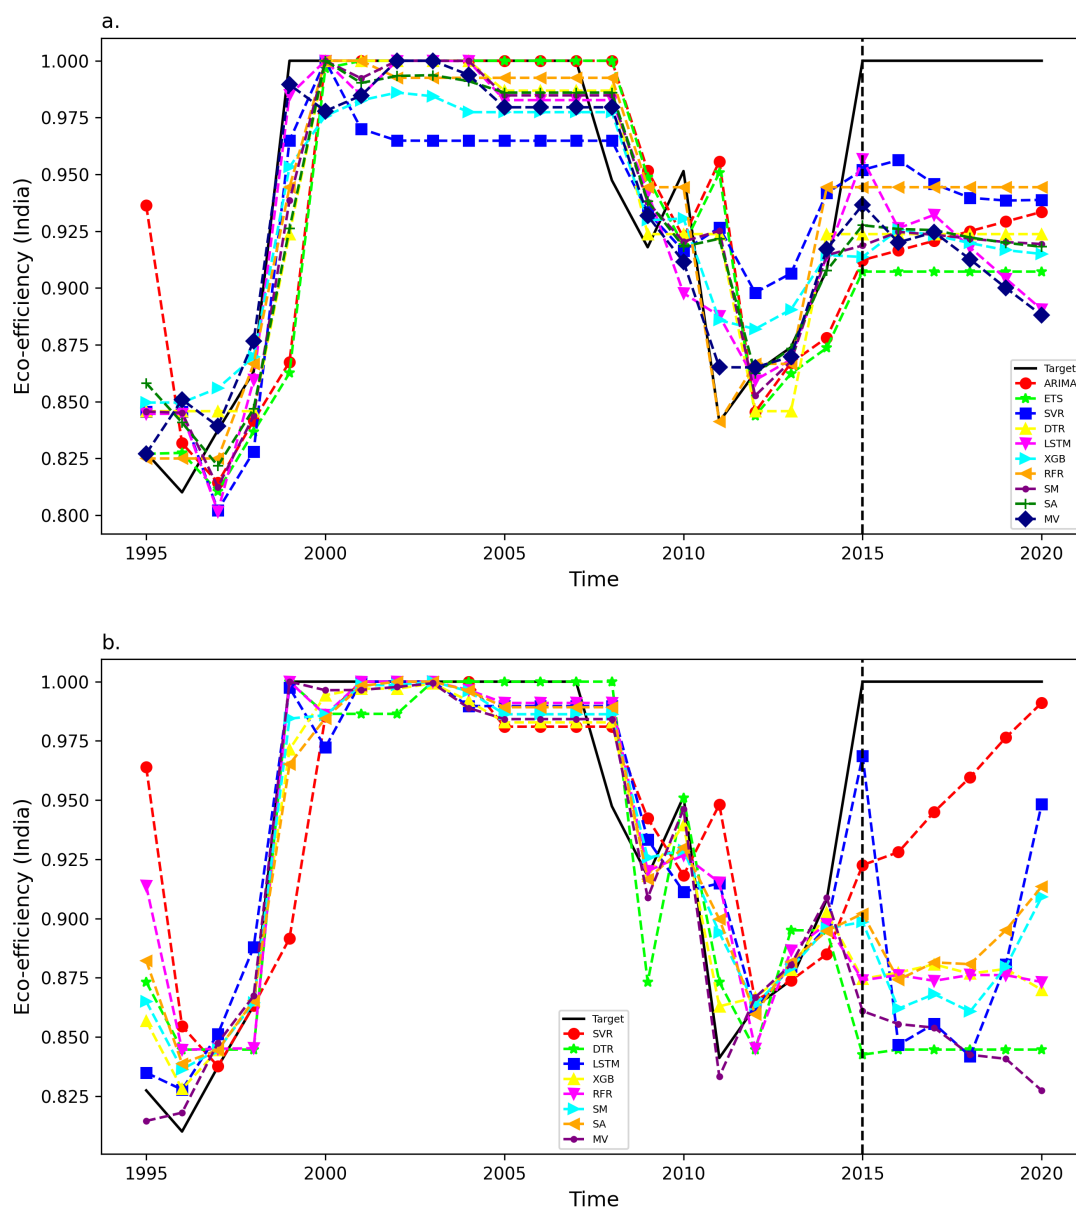 a.
Eco-efficiency (India)
1.000
0.975
0.950
0.925
0.900
0.875
0.850
0.825
0.800
Target
ARIMA
ETS
SVR
DTR
LSTM
XGB
RFR
SM
SA
MV
1995 2000 2005 2010 2015 2020
Time
b.
Eco-efficiency (India)
1.000
0.975
0.950
0.925
0.900
0.875
0.850
0.825
Target
SVR
DTR
LSTM
XGB
RFR
SM
SA
MV
1995 2000 2005 2010 2015 2020
Time